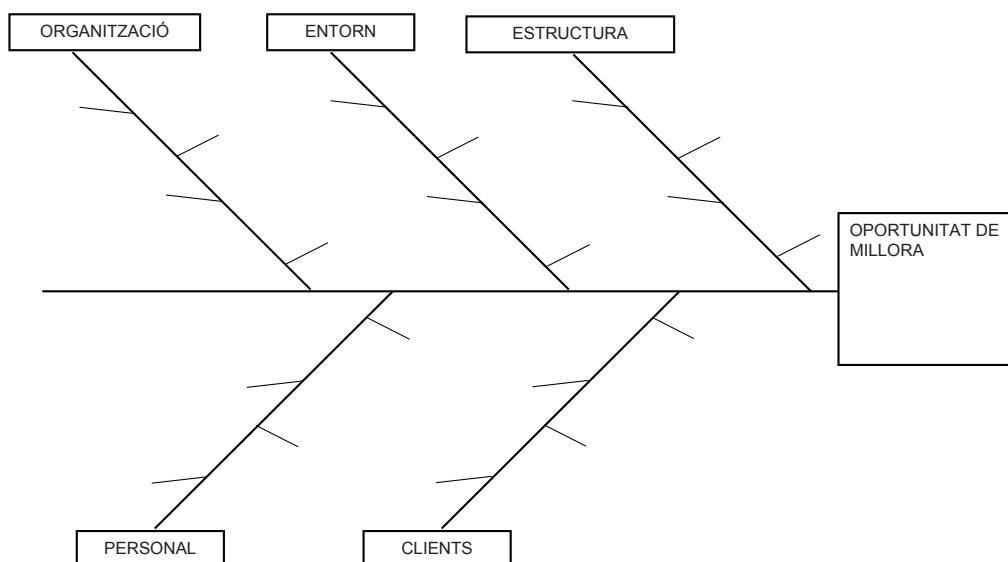 ORGANITZACIÓ
ENTORN
ESTRUCTURA
OPORTUNITAT DE
MILLORA
PERSONAL
CLIENTS